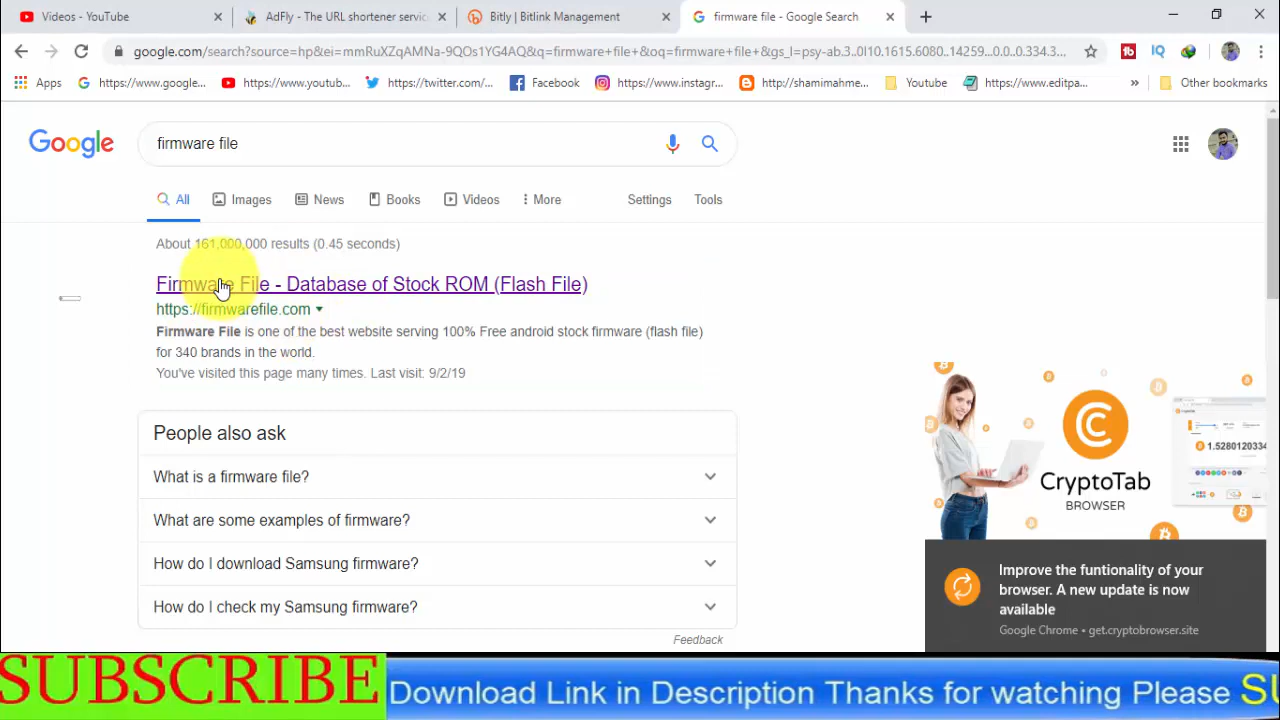 Videos - YouTube
AdFly - The URL shortener servic
Bitly | Bitlink Management
firmware file - Google Search
google.com/search?source=hp&ei=mmRuXZqAMNa-9QOs1YG4AQ&q=firmware+file+&oq=firmware+file+&gs_l=psy-ab.3..0l10.1615.6080..14259...0.0..0.334.3...
Apps
https://www.google...
https://www.youtub...
https://twitter.com/...
Facebook
https://www.instagr...
http://shamimahme...
Youtube
https://www.editpa...
»
Other bookmarks
Google
firmware file
All
Images
News
Books
Videos
More
Settings
Tools
About 161,000,000 results (0.45 seconds)
Firmware File - Database of Stock ROM (Flash File)
https://firmwarefile.com
Firmware File is one of the best website serving 100% Free android stock firmware (flash file)
for 340 brands in the world.
You've visited this page many times. Last visit: 9/2/19
People also ask
What is a firmware file?
What are some examples of firmware?
How do I download Samsung firmware?
How do I check my Samsung firmware?
Feedback
CryptoTab
BROWSER
1.5280120334
Improve the funtionality of your
browser. A new update is now
available
Google Chrome • get.cryptobrowser.site
SUBSCRIBE
Download Link in Description Thanks for watching Please SU